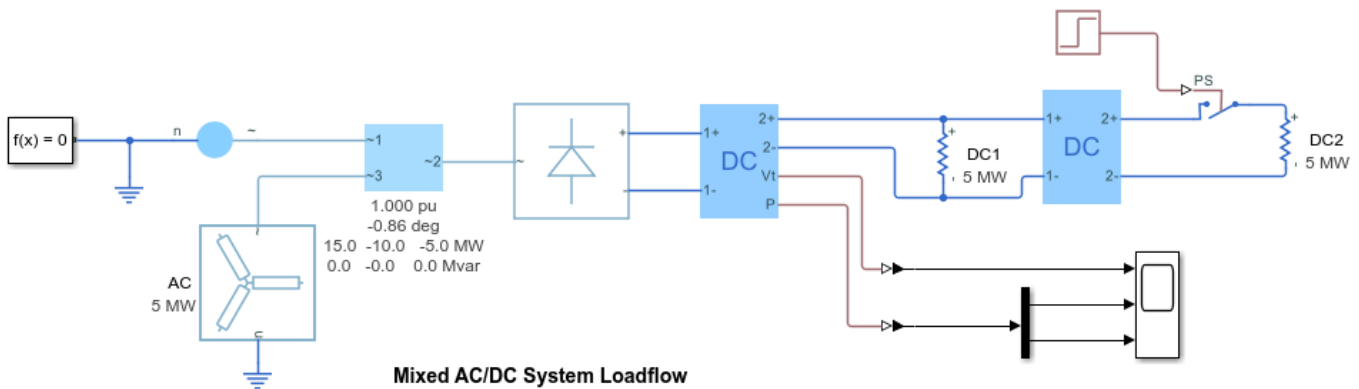 PS
f(x) = 0
n
~
~1
~2
~3
~
+
-
1+
1-
DC
2+
2-
Vt
P
+
-
DC1
5 MW
1+
1-
DC
2+
2-
+
-
DC2
5 MW
1.000 pu
-0.86 deg
15.0 -10.0 -5.0 MW
0.0 -0.0 0.0 Mvar
~
AC
5 MW
n
Mixed AC/DC System Loadflow